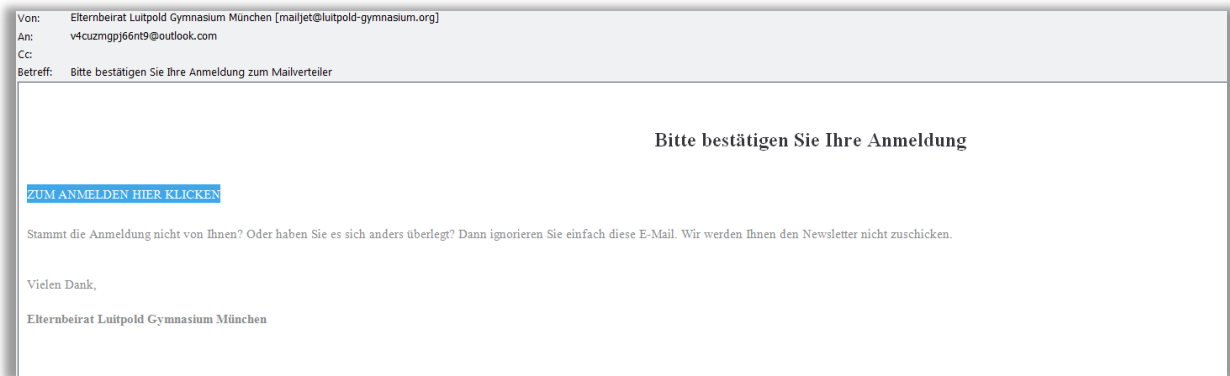 Von: Elternbeirat Luitpold Gymnasium München [mailjet@luitpold-gymnasium.org]
An: v4cuzmgpj66nt9@outlook.com
Cc:
Betreff: Bitte bestätigen Sie Ihre Anmeldung zum Mailverteiler
Bitte bestätigen Sie Ihre Anmeldung
ZUM ANMELDEN HIER KLICKEN
Stammt die Anmeldung nicht von Ihnen? Oder haben Sie es sich anders überlegt? Dann ignorieren Sie einfach diese E-Mail. Wir werden Ihnen den Newsletter nicht zuschicken.
Vielen Dank,
Elternbeirat Luitpold Gymnasium München